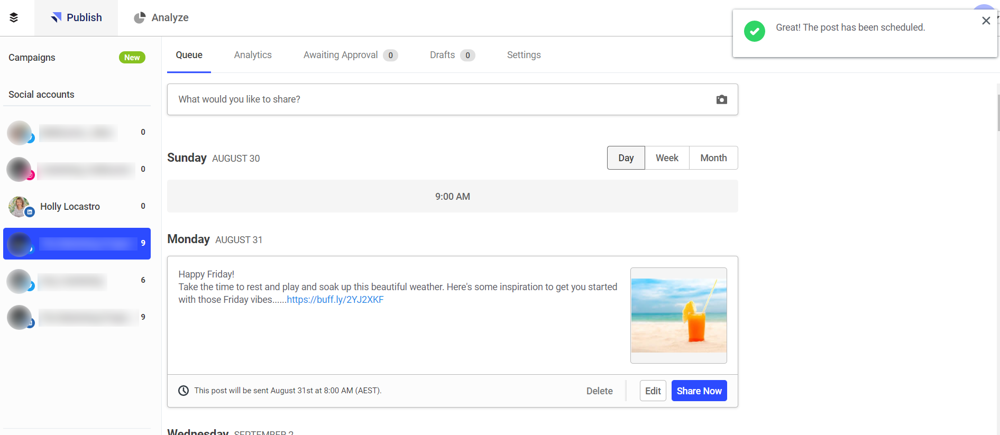 Publish
Analyze
Great! The post has been scheduled.
Campaigns
New
Social accounts
0
0
Holly Locastro
0
9
6
9
Queue
Analytics
Awaiting Approval 0
Drafts 0
Settings
What would you like to share?
Sunday AUGUST 30
Day
Week
Month
9:00 AM
Monday AUGUST 31
Happy Friday!
Take the time to rest and play and soak up this beautiful weather. Here's some inspiration to get you started
with those Friday vibes......https://buff.ly/2YJ2XKF
This post will be sent August 31st at 8:00 AM (AEST).
Delete
Edit
Share Now
Wednesday SEPTEMBER 2